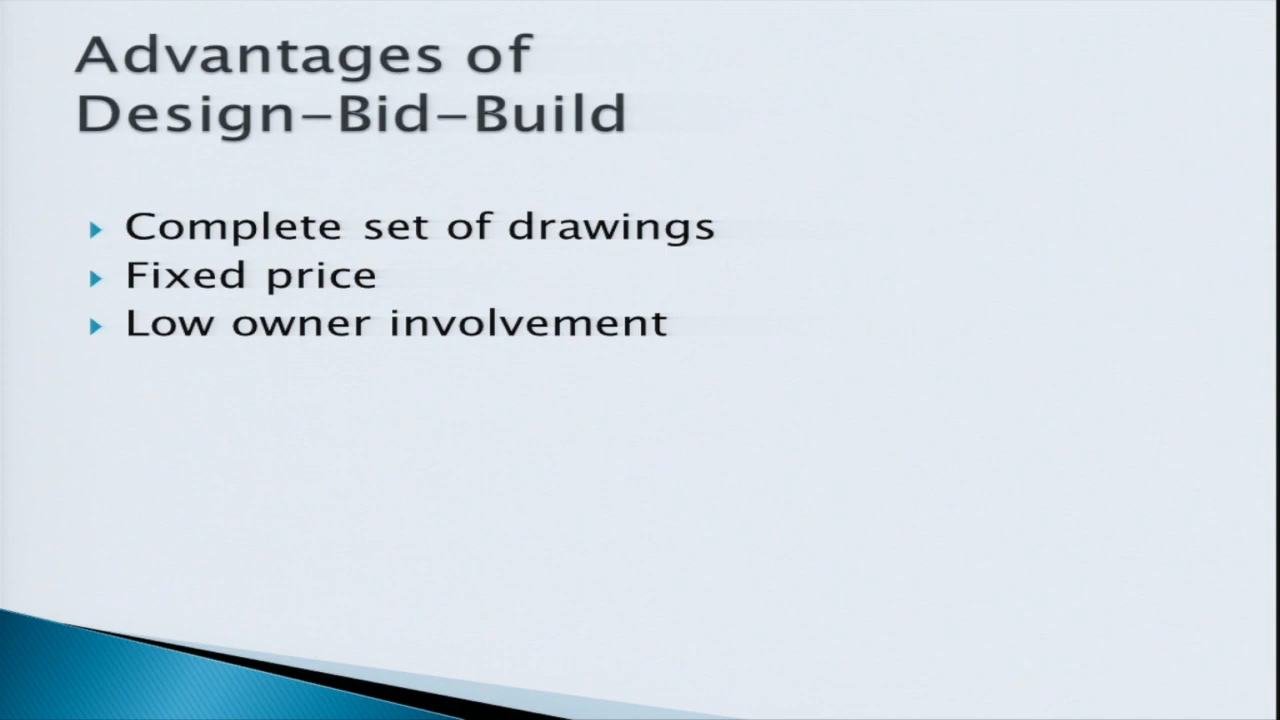 Advantages of
Design-Bid-Build
Complete set of drawings
Fixed price
Low owner involvement